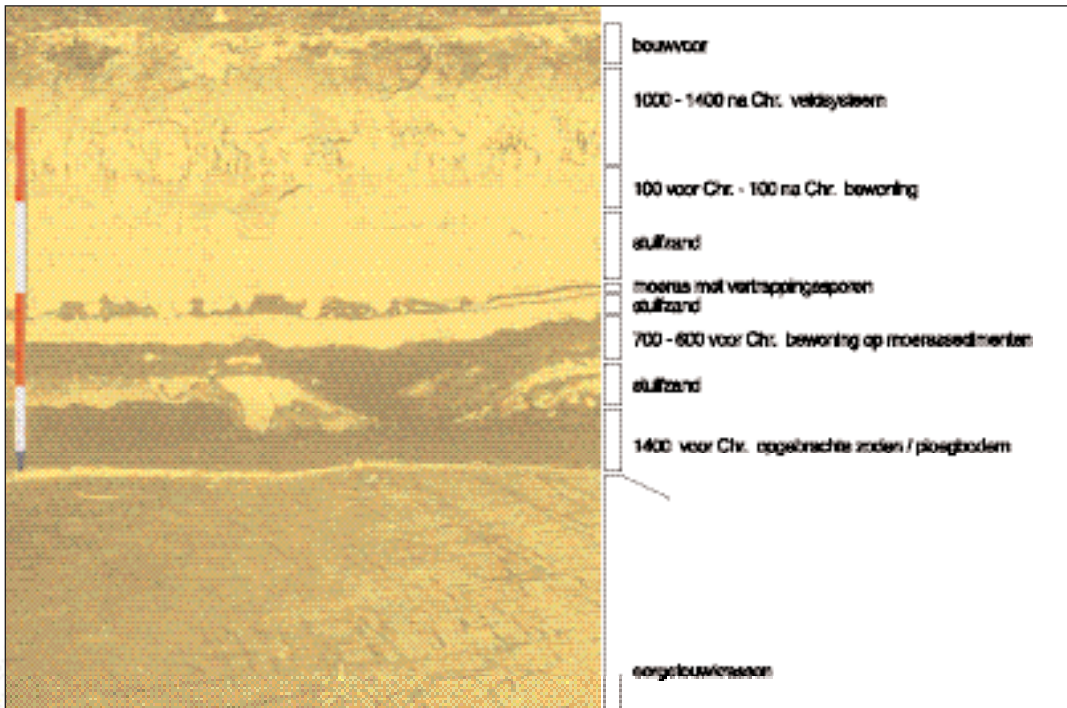 bouwvoor
1000 - 1400 na Chr. veldsysteem
100 voor Chr. - 100 na Chr. bewoning
stuifzand
moeras met vertrappingssporen
stuifzand
700 - 600 voor Chr. bewoning op moerassedimenten
stuifzand
1400 voor Chr. opgebrachte zoden / ploegbodem
eergetouwkrassen